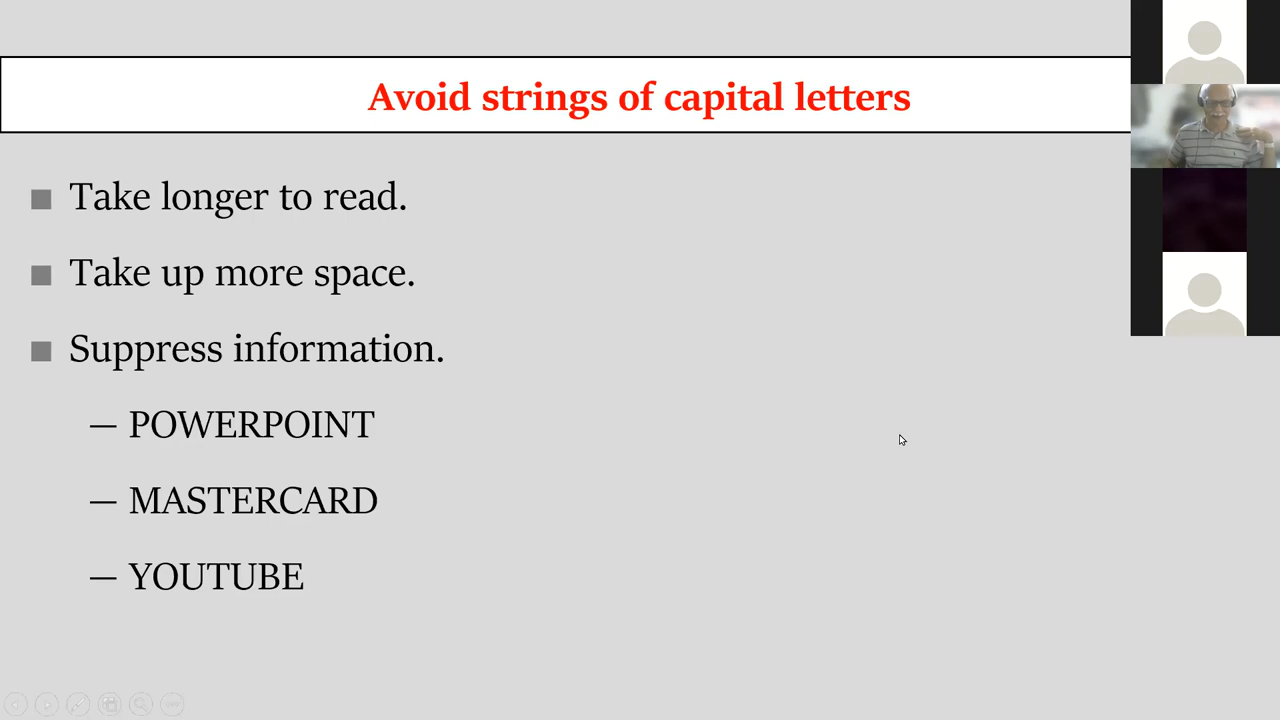 Avoid strings of capital letters
Take longer to read.
Take up more space.
Suppress information.
— POWERPOINT
— MASTERCARD
— YOUTUBE